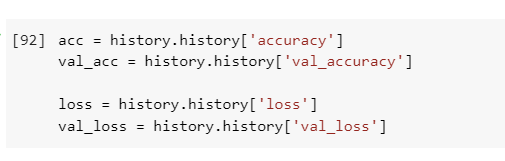 [92] acc = history.history['accuracy']
val_acc = history.history['val_accuracy']
loss = history.history['loss']
val_loss = history.history['val_loss']